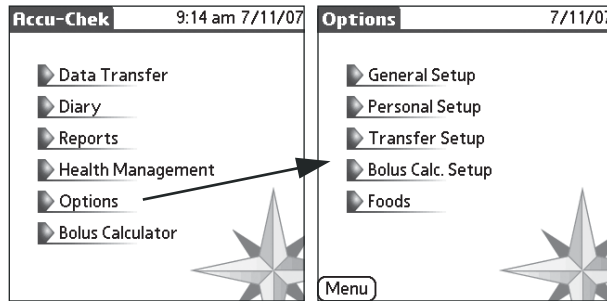 Accu-Chek 9:14 am 7/11/07
Data Transfer
Diary
Reports
Health Management
Options
Bolus Calculator
Options 7/11/07
General Setup
Personal Setup
Transfer Setup
Bolus Calc. Setup
Foods
Menu